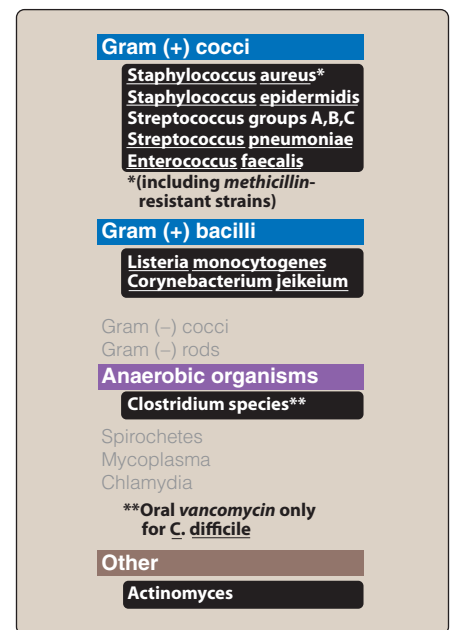 Gram (+) cocci
Staphylococcus aureus*
Staphylococcus epidermidis
Streptococcus groups A,B,C
Streptococcus pneumoniae
Enterococcus faecalis
*(including methicillin-
resistant strains)
Gram (+) bacilli
Listeria monocytogenes
Corynebacterium jeikeium
Gram (–) cocci
Gram (–) rods
Anaerobic organisms
Clostridium species**
Spirochetes
Mycoplasma
Chlamydia
**Oral vancomycin only
for C. difficile
Other
Actinomyces